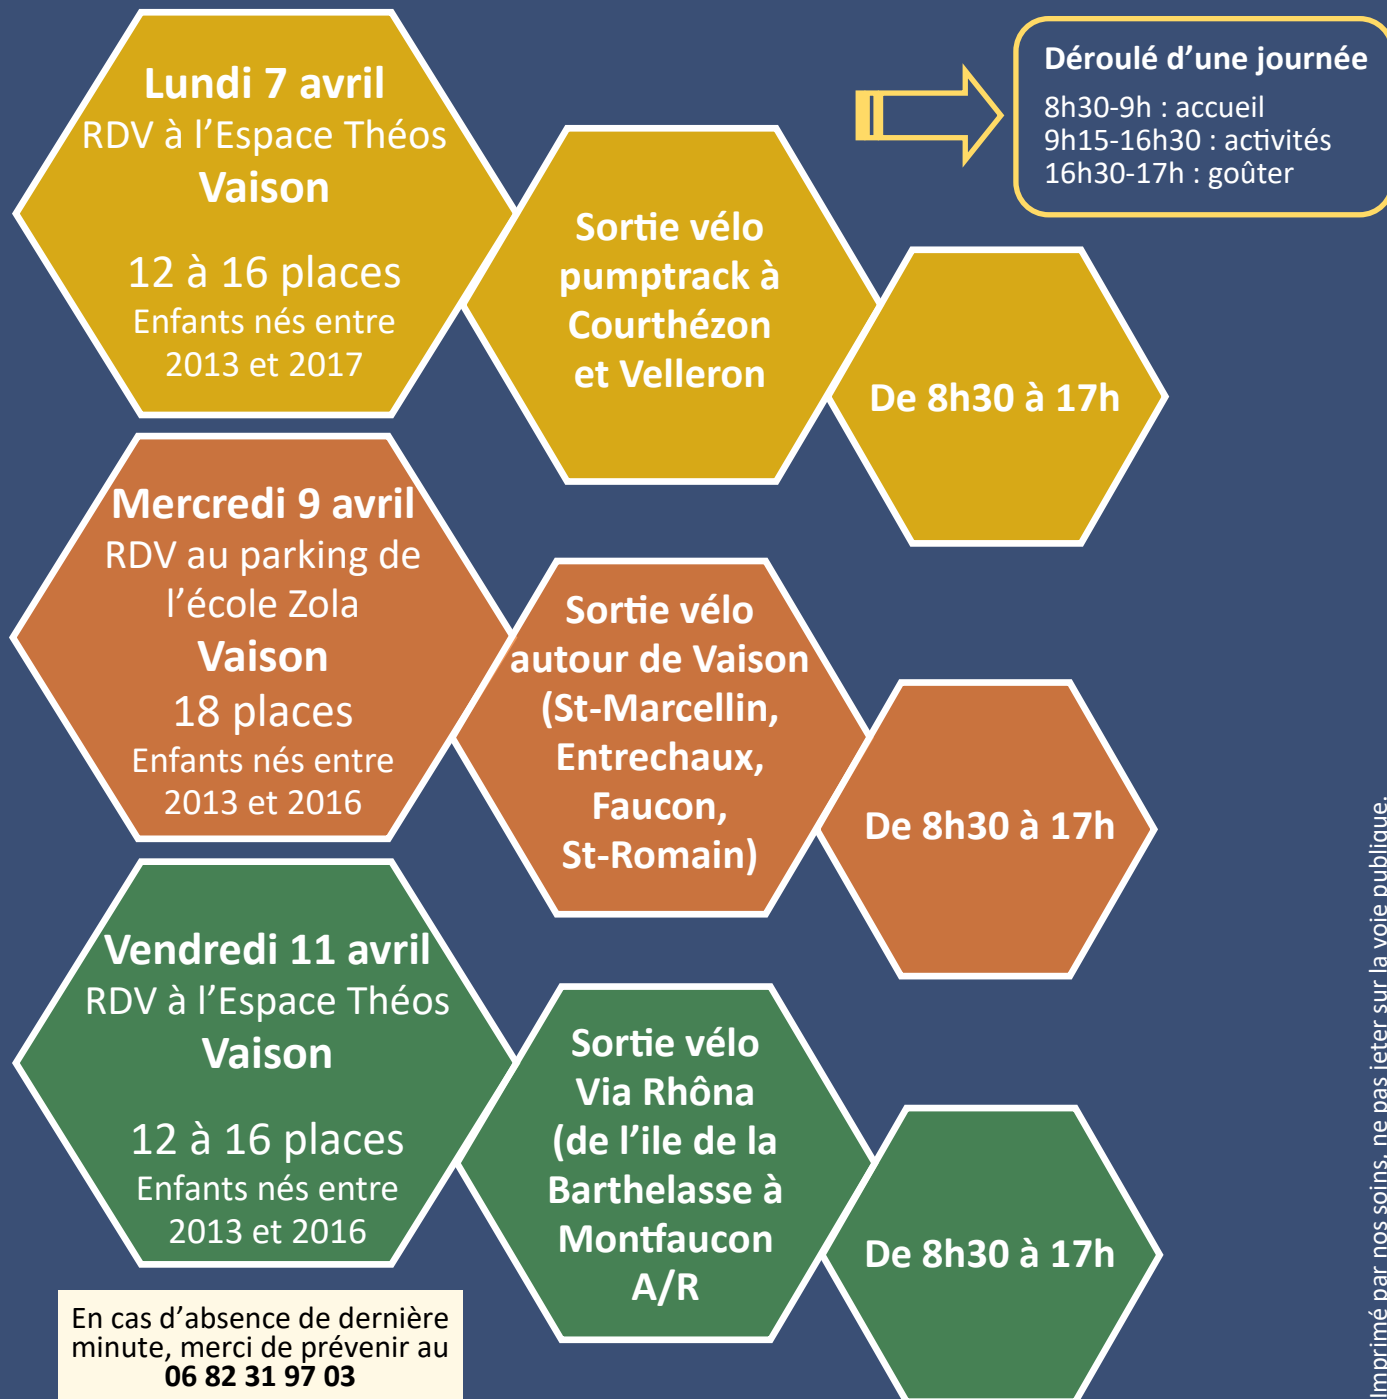 Lundi 7 avril
RDV à l’Espace Théos
Vaison
12 à 16 places
Enfants nés entre
2013 et 2017
Sortie vélo
pumptrack à
Courthézon
et Velleron
De 8h30 à 17h
Déroulé d’une journée
8h30-9h : accueil
9h15-16h30 : activités
16h30-17h : goûter
Mercredi 9 avril
RDV au parking de
l’école Zola
Vaison
18 places
Enfants nés entre
2013 et 2016
Sortie vélo
autour de Vaison
(St-Marcellin,
Entrechaux,
Faucon,
St-Romain)
De 8h30 à 17h
Vendredi 11 avril
RDV à l’Espace Théos
Vaison
12 à 16 places
Enfants nés entre
2013 et 2016
Sortie vélo
Via Rhôna
(de l’ile de la
Barthelasse à
Montfaucon
A/R
De 8h30 à 17h
En cas d’absence de dernière
minute, merci de prévenir au
06 82 31 97 03
Imprimé par nos soins, ne pas jeter sur la voie publique.